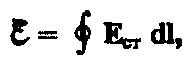 ℰ = ∮ E_ст dl,